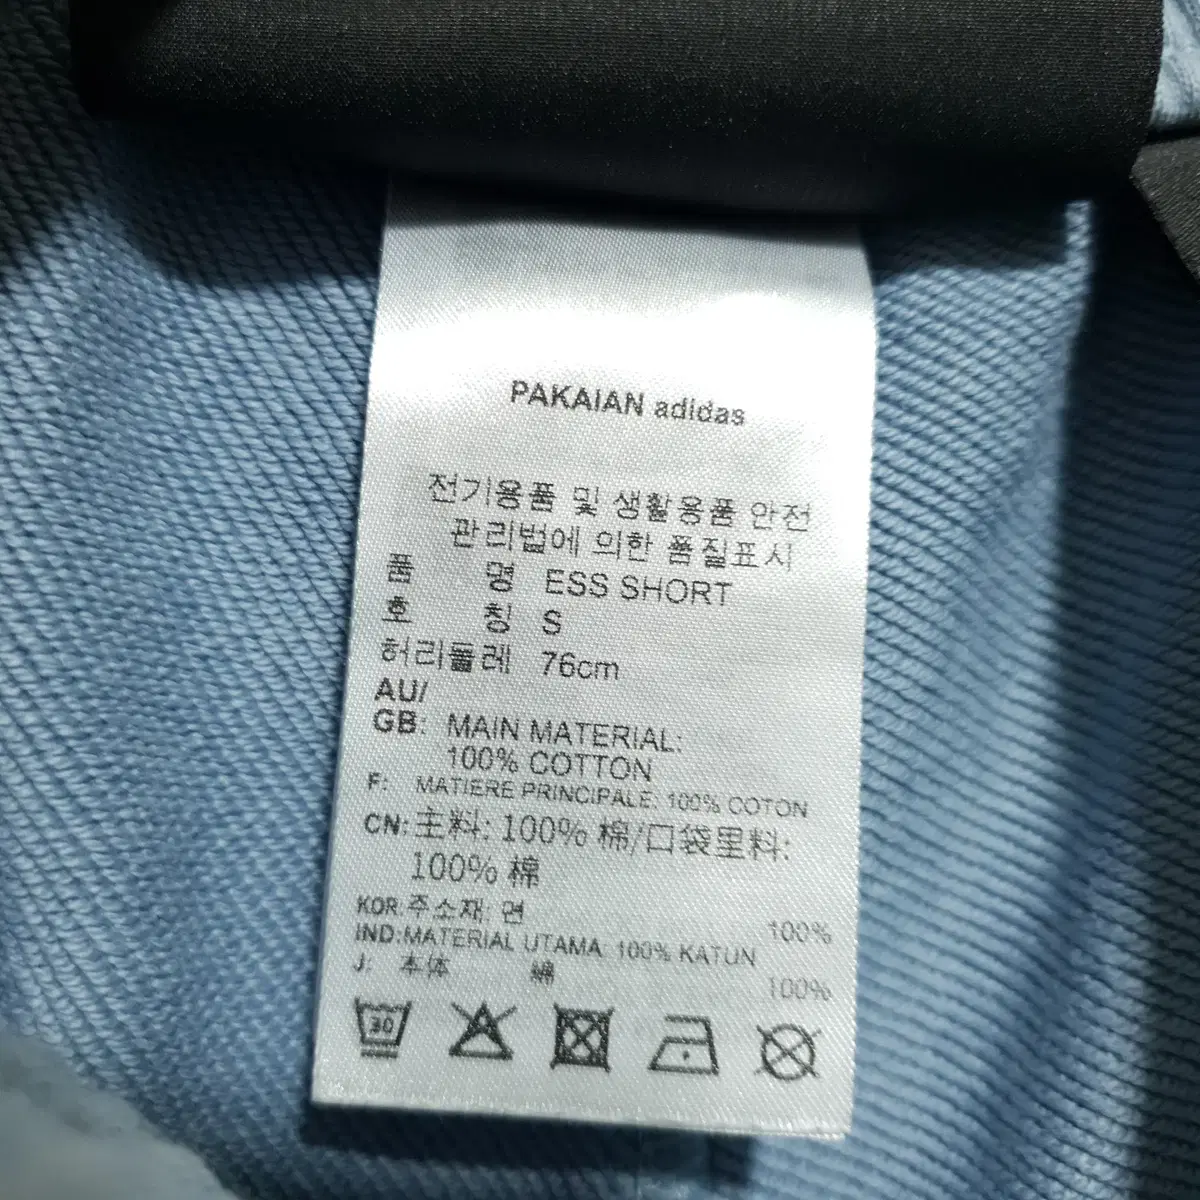 PAKAIAN adidas
전기용품 및 생활용품 안전
관리법에 의한 품질표시
품 명 ESS SHORT
호 칭 S
허리둘레 76cm
AU/
GB: MAIN MATERIAL:
100% COTTON
F: MATIERE PRINCIPALE: 100% COTON
CN: 主料: 100% 棉/口袋里料:
100% 棉
KOR: 주소재: 면 100%
IND: MATERIAL UTAMA: 100% KATUN
J: 本体 綿 100%
30